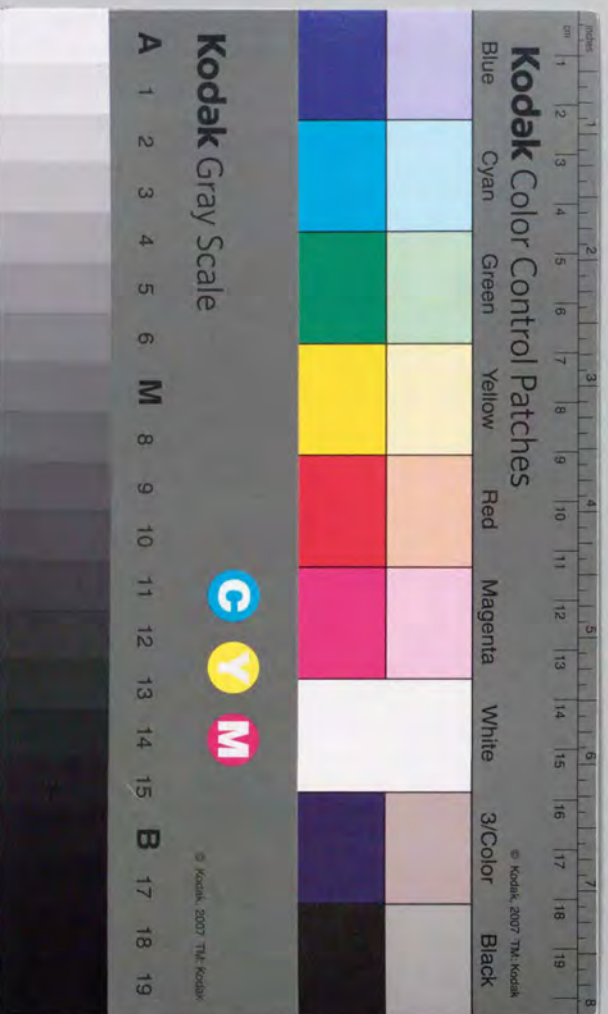 inches 1 2 3 4 5 6 7 8
cm 1 2 3 4 5 6 7 8 9 10 11 12 13 14 15 16 17 18 19
Kodak Color Control Patches
© Kodak, 2007 TM: Kodak
Blue Cyan Green Yellow Red Magenta White 3/Color Black
Kodak Gray Scale
C Y M
© Kodak, 2007 TM: Kodak
A 1 2 3 4 5 6 M 8 9 10 11 12 13 14 15 B 17 18 19